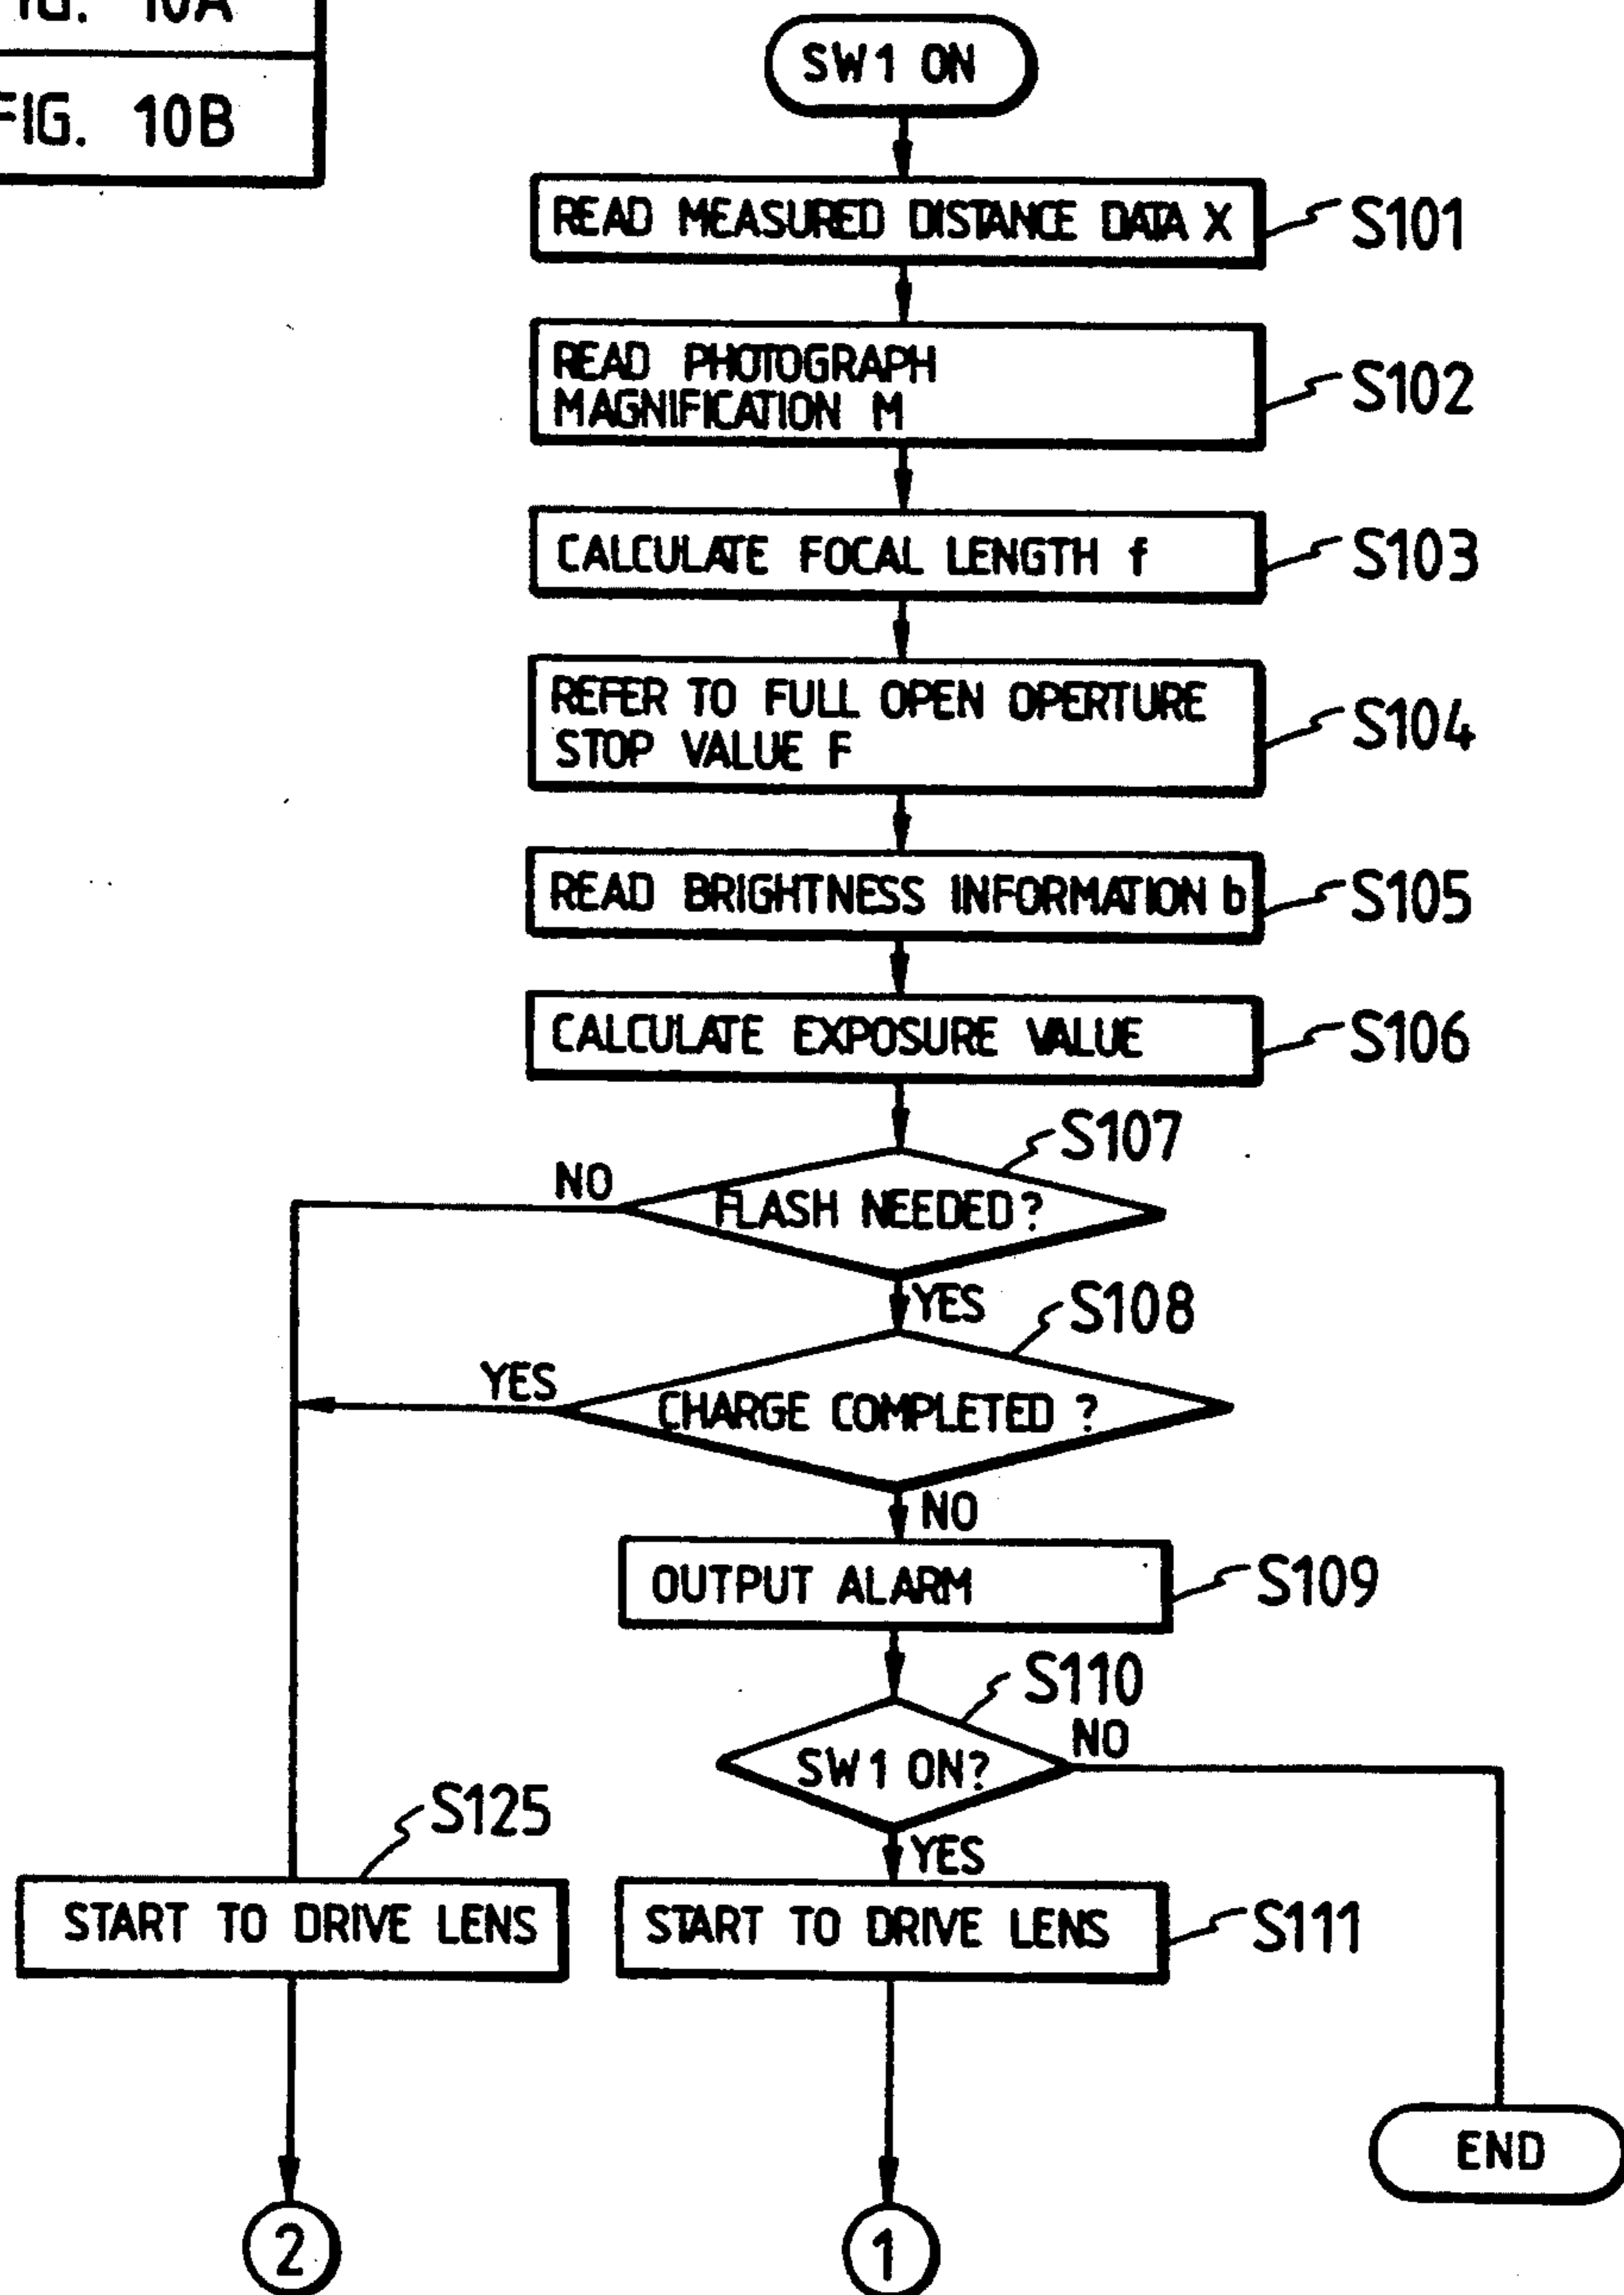 FIG. 10A
FIG. 10B
SW1 ON
READ MEASURED DISTANCE DATA X
S101
READ PHOTOGRAPH
MAGNIFICATION M
S102
CALCULATE FOCAL LENGTH f
S103
REFER TO FULL OPEN OPERTURE
STOP VALUE F
S104
READ BRIGHTNESS INFORMATION b
S105
CALCULATE EXPOSURE VALUE
S106
S107
NO
FLASH NEEDED?
YES
S108
YES
CHARGE COMPLETED ?
NO
OUTPUT ALARM
S109
S110
NO
SW1 ON?
YES
S125
START TO DRIVE LENS
START TO DRIVE LENS
S111
END
2
1